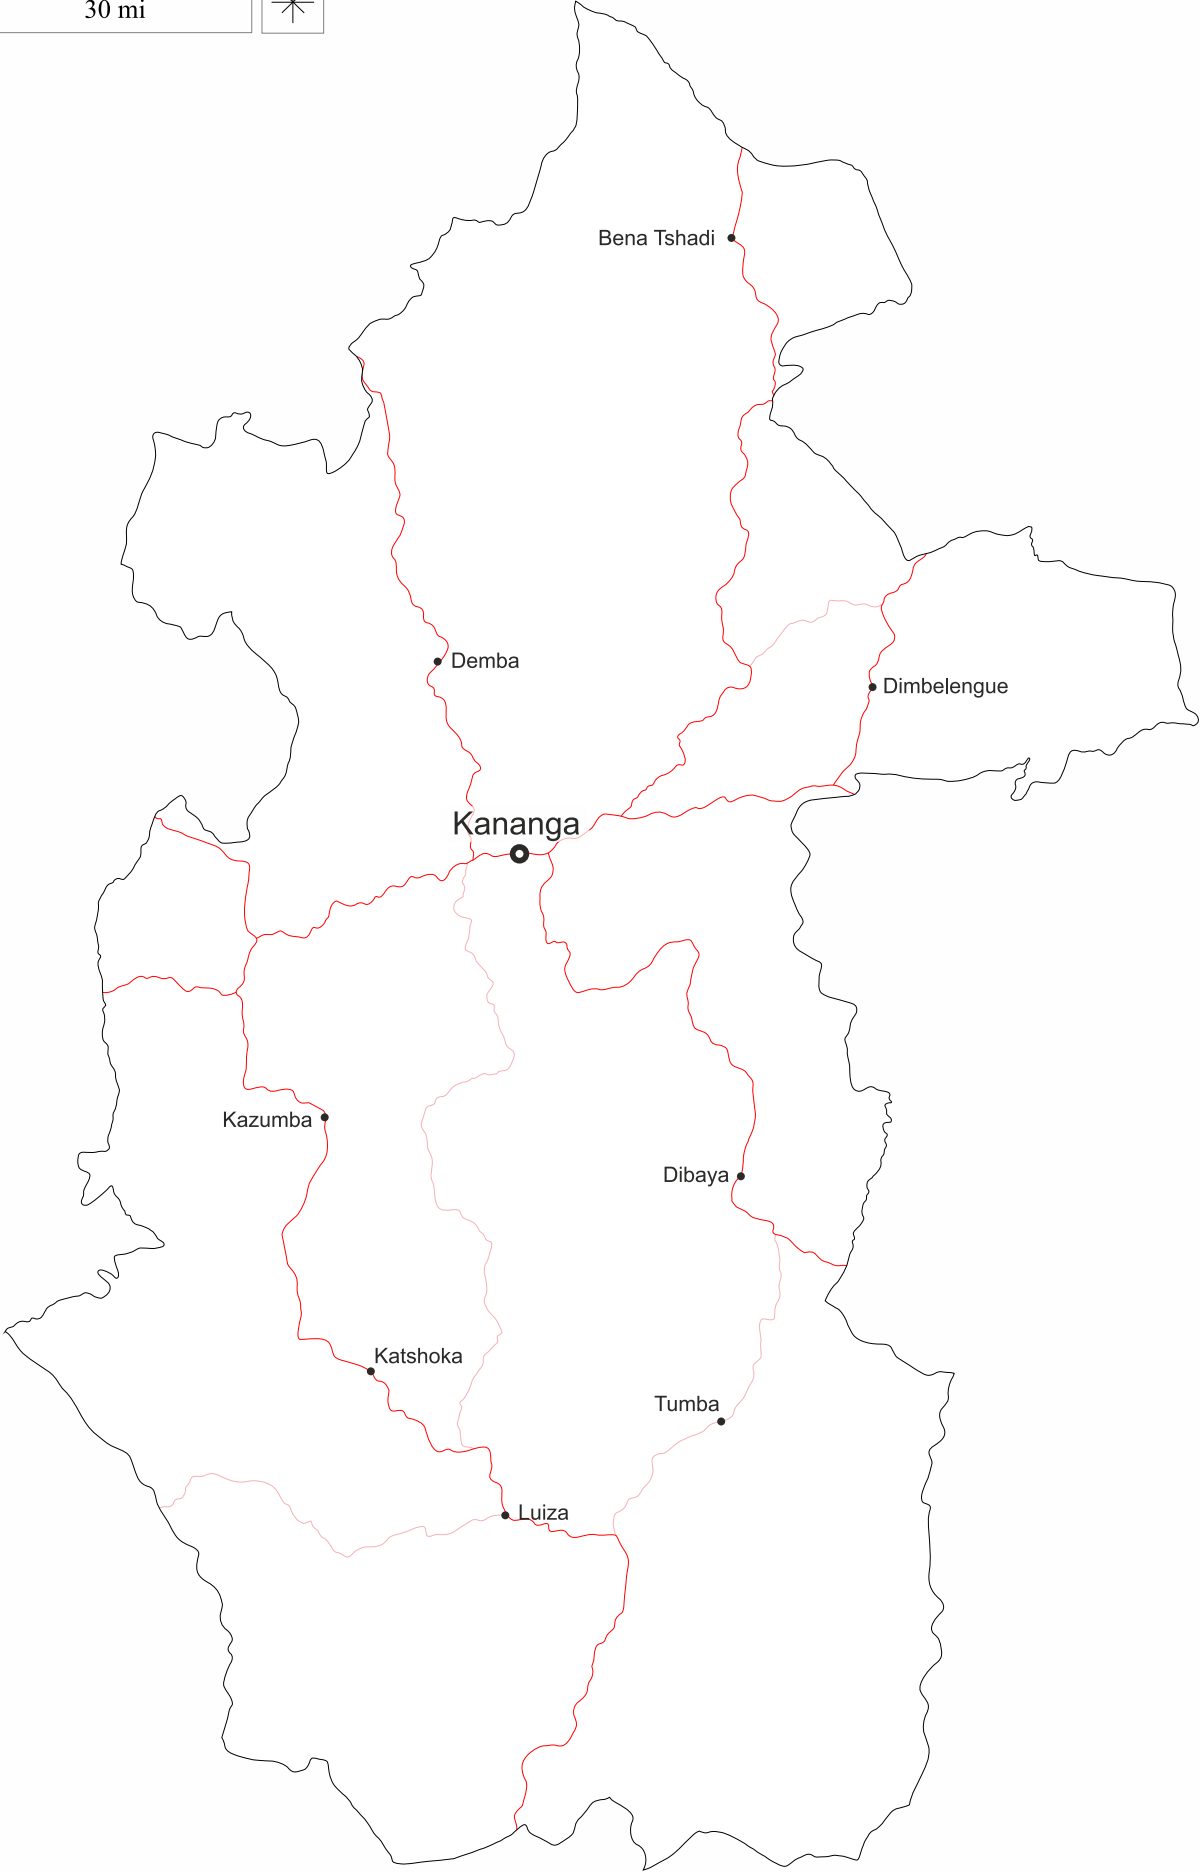 30 mi
Bena Tshadi
Demba
Dimbelengue
Kananga
Kazumba
Dibaya
Katshoka
Tumba
Luiza